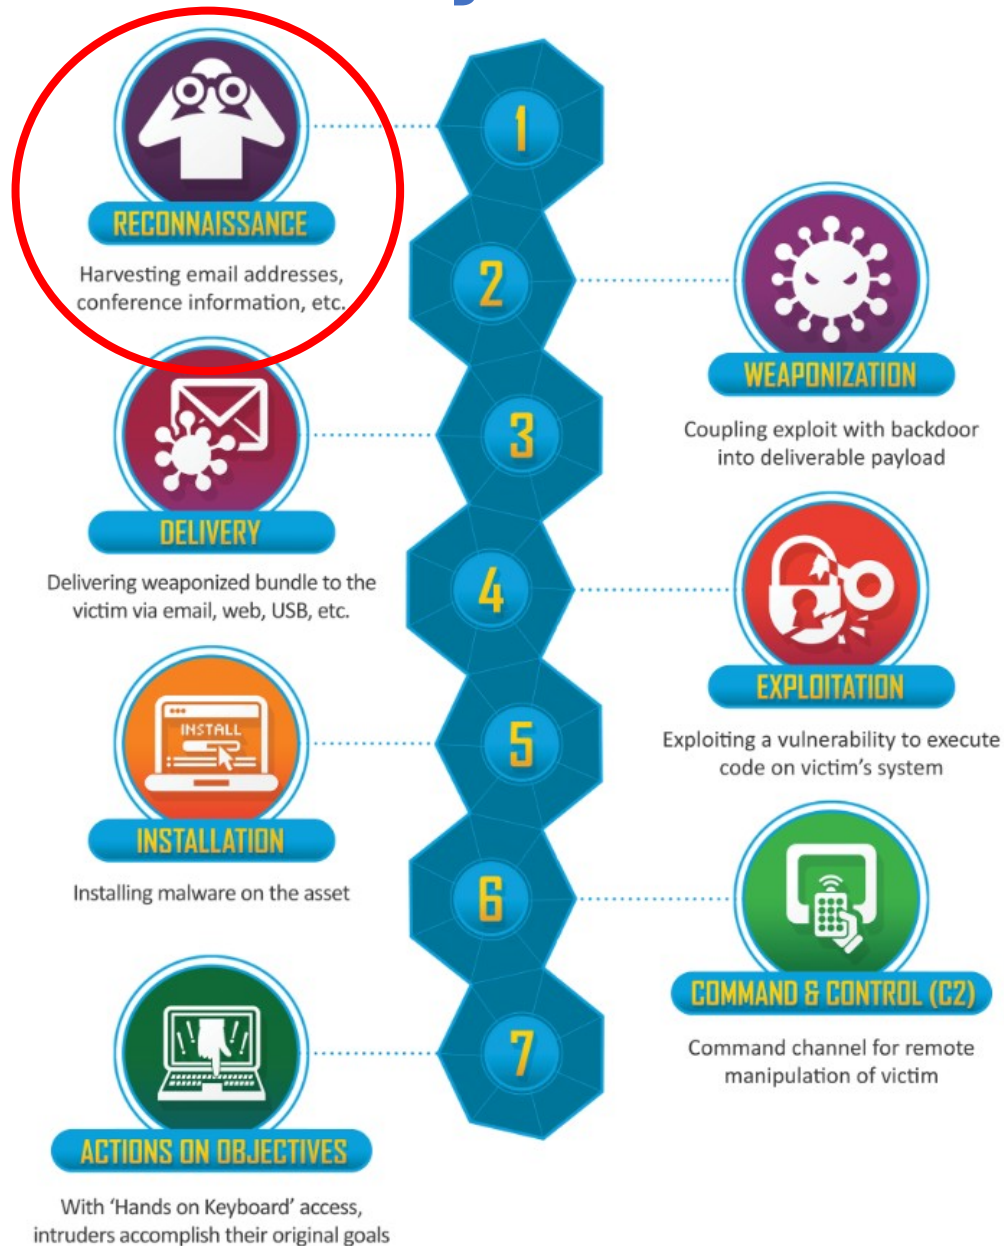 1
RECONNAISSANCE
Harvesting email addresses,
conference information, etc.
2
WEAPONIZATION
Coupling exploit with backdoor
into deliverable payload
3
DELIVERY
Delivering weaponized bundle to the
victim via email, web, USB, etc.
4
EXPLOITATION
Exploiting a vulnerability to execute
code on victim's system
5
INSTALL
INSTALLATION
Installing malware on the asset
6
COMMAND & CONTROL (C2)
Command channel for remote
manipulation of victim
7
ACTIONS ON OBJECTIVES
With 'Hands on Keyboard' access,
intruders accomplish their original goals